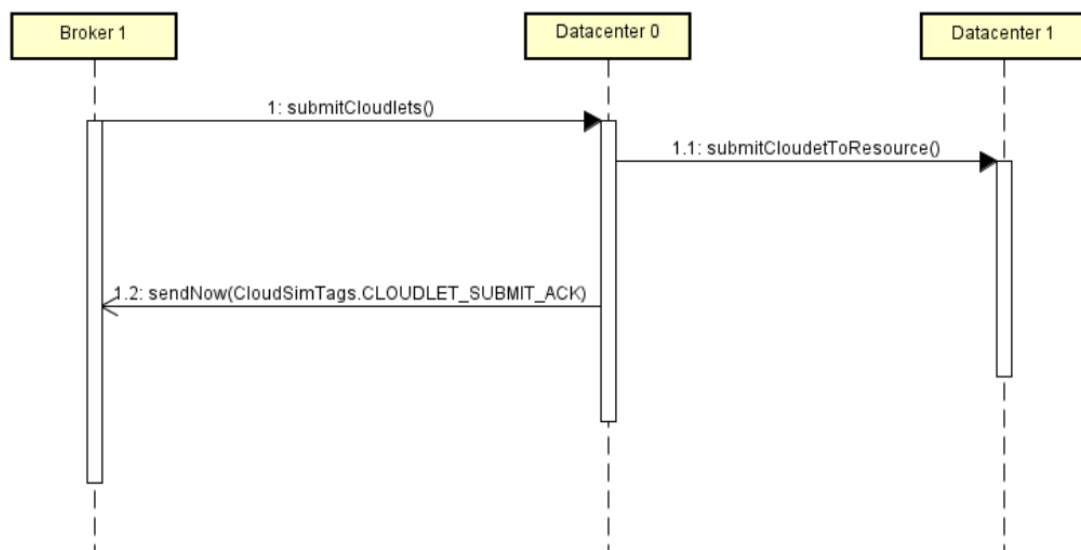 Broker 1
Datacenter 0
Datacenter 1
1: submitCloudlets()
1.1: submitCloudetToResource()
1.2: sendNow(CloudSimTags.CLOUDLET_SUBMIT_ACK)